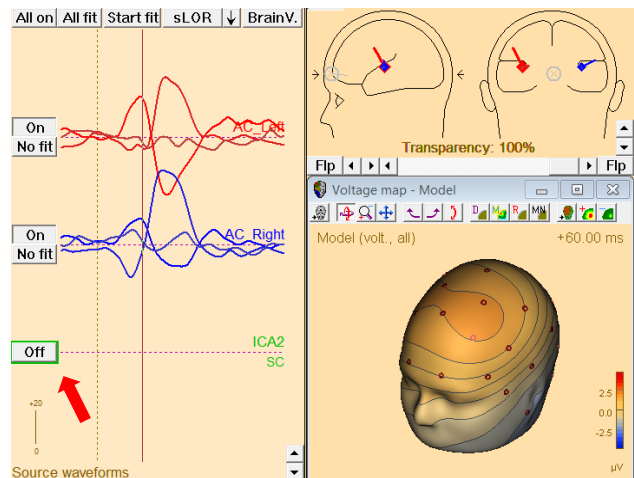 All on All fit Start fit sLOR BrainV.
On
No fit
AC_Left
On
No fit
AC_Right
Off
ICA2
SC
+20
0
Source waveforms
Transparency: 100%
Flp Flp
Voltage map - Model
D M R MN
Model (volt., all) +60.00 ms
2.5
0.0
-2.5
µV